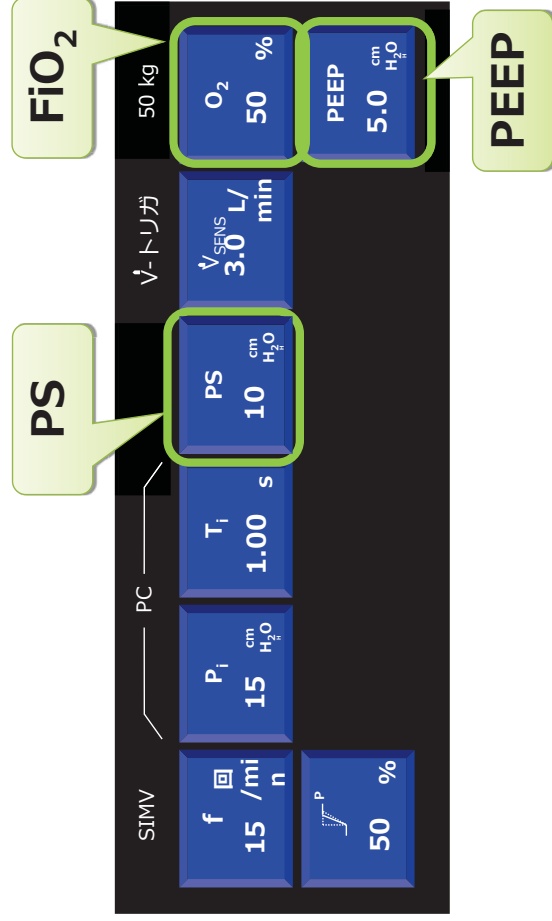 PS
FiO₂
SIMV
PC
V̇-トリガ
50 kg
f
15 回/min
Pᵢ
15 cmH₂O
Tᵢ
1.00 s
PS
10 cmH₂O
V̇SENS
3.0 L/min
O₂
50 %
P
50 %
PEEP
5.0 cmH₂O
PEEP